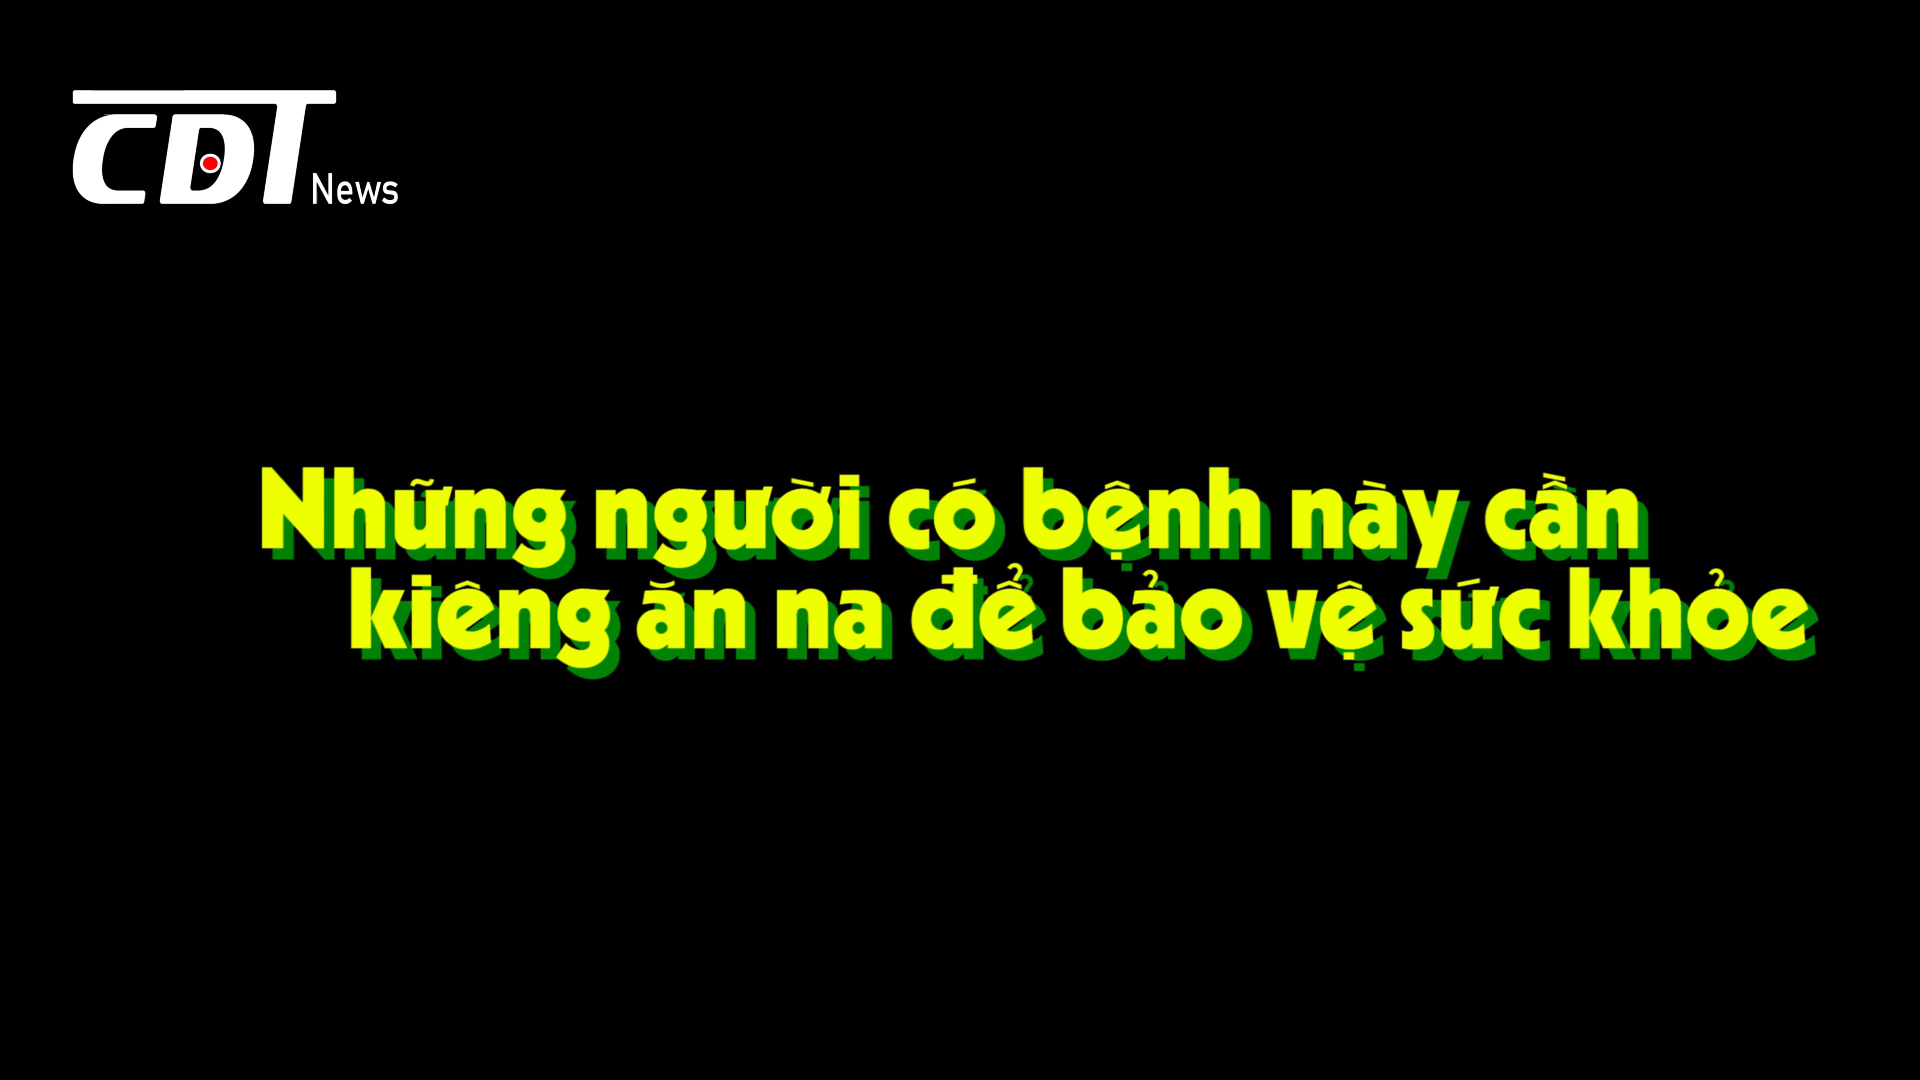 CDT News
Những người có bệnh này cần
kiêng ăn na để bảo vệ sức khỏe